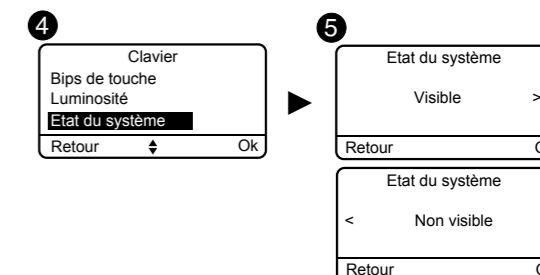 4
Clavier
Bips de touche
Luminosité
Etat du système
Retour Ok
5
Etat du système
Visible >
Retour
Etat du système
< Non visible
Retour